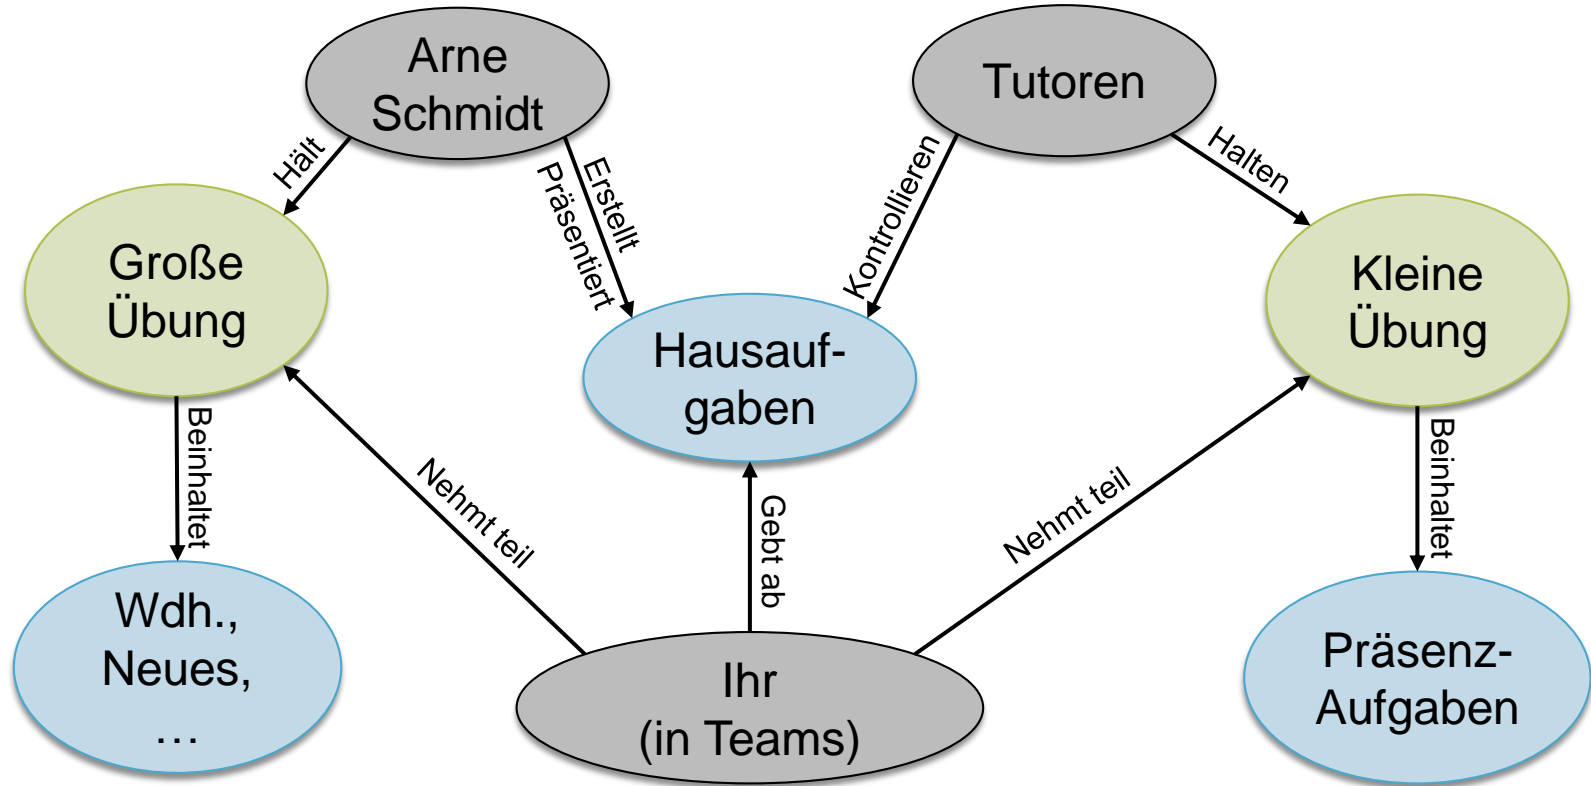 Arne
Schmidt
Tutoren
Hält
Erstellt
Präsentiert
Kontrollieren
Halten
Große
Übung
Hausauf-
gaben
Kleine
Übung
Beinhaltet
Nehmt teil
Gebt ab
Nehmt teil
Beinhaltet
Wdh.,
Neues,
…
Ihr
(in Teams)
Präsenz-
Aufgaben